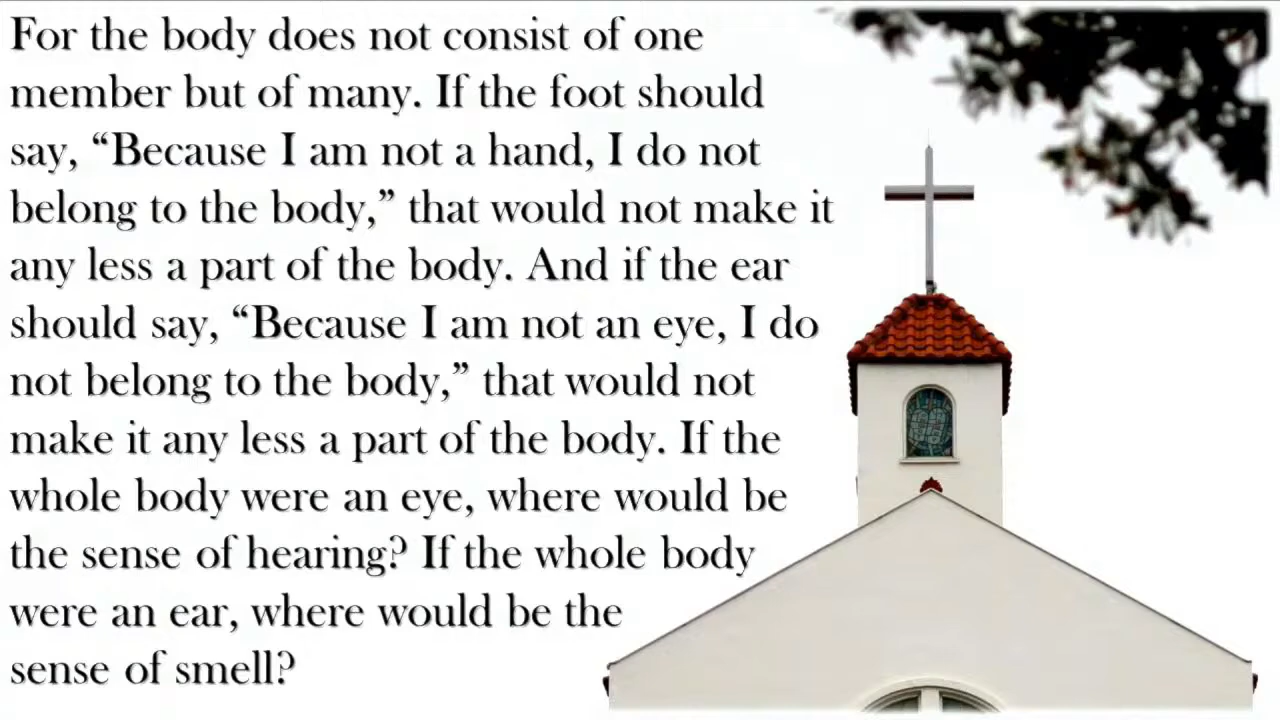 For the body does not consist of one
member but of many. If the foot should
say, “Because I am not a hand, I do not
belong to the body,” that would not make it
any less a part of the body. And if the ear
should say, “Because I am not an eye, I do
not belong to the body,” that would not
make it any less a part of the body. If the
whole body were an eye, where would be
the sense of hearing? If the whole body
were an ear, where would be the
sense of smell?